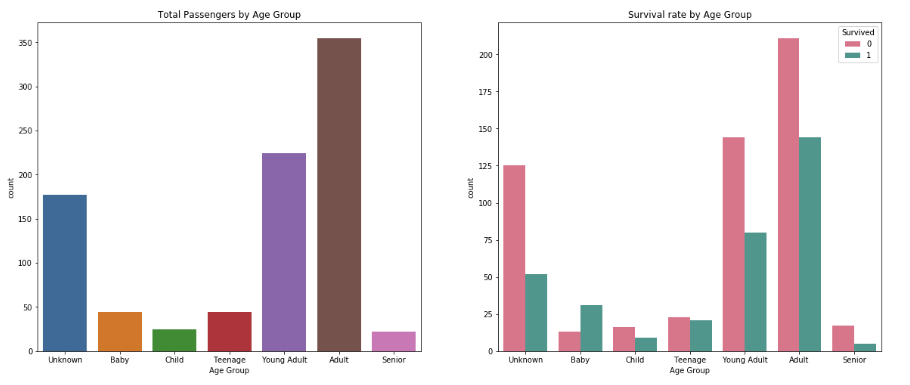 Total Passengers by Age Group
350
300
250
200
150
100
50
0
count
Unknown Baby Child Teenage Young Adult Adult Senior
Age Group
Survival rate by Age Group
Survived
0
1
200
175
150
125
100
75
50
25
0
count
Unknown Baby Child Teenage Young Adult Adult Senior
Age Group